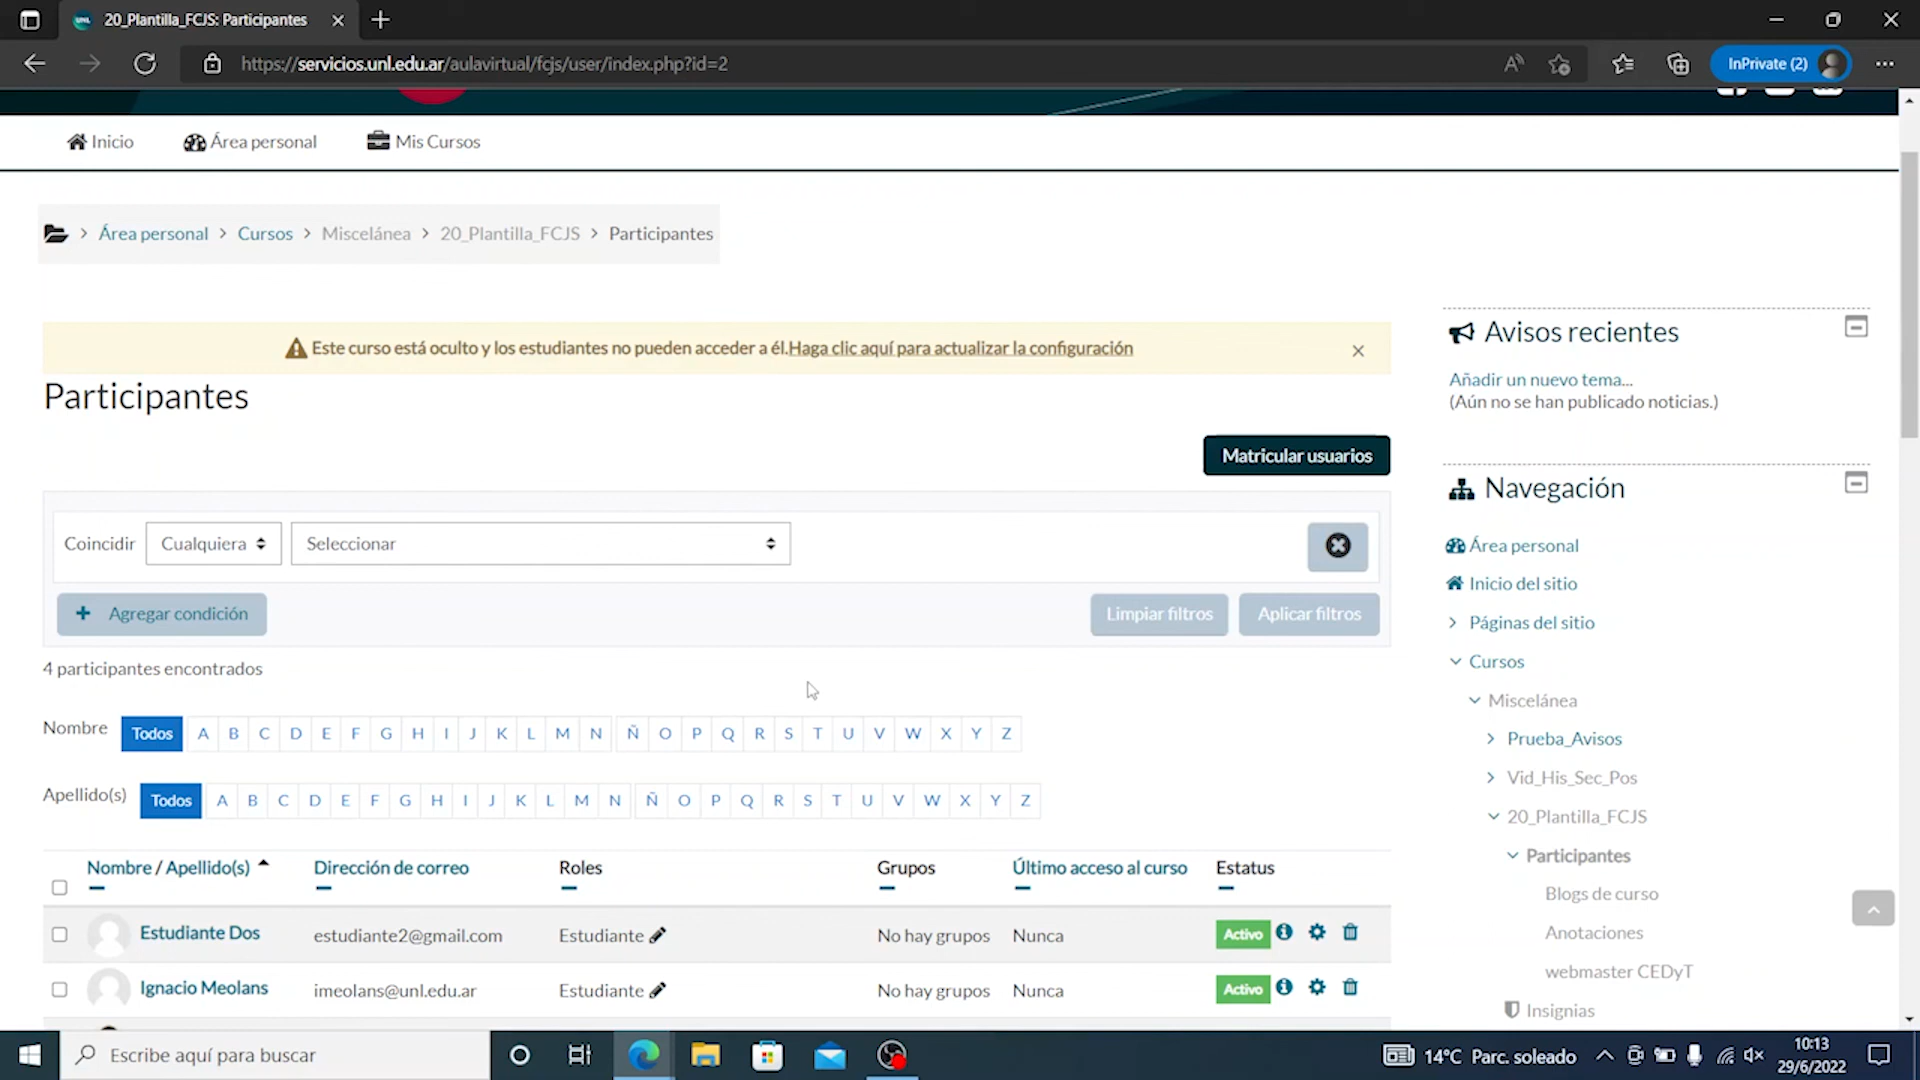 20_Plantilla_FCJS: Participantes
https://servicios.unl.edu.ar/aulavirtual/fcjs/user/index.php?id=2
InPrivate (2)
Inicio
Área personal
Mis Cursos
Área personal > Cursos > Miscelánea > 20_Plantilla_FCJS > Participantes
Este curso está oculto y los estudiantes no pueden acceder a él.Haga clic aquí para actualizar la configuración
Participantes
Matricular usuarios
Coincidir Cualquiera Seleccionar
Agregar condición
Limpiar filtros
Aplicar filtros
4 participantes encontrados
Nombre Todos A B C D E F G H I J K L M N Ñ O P Q R S T U V W X Y Z
Apellido(s) Todos A B C D E F G H I J K L M N Ñ O P Q R S T U V W X Y Z
Nombre / Apellido(s) Dirección de correo Roles Grupos Último acceso al curso Estatus
Estudiante Dos estudiante2@gmail.com Estudiante No hay grupos Nunca Activo
Ignacio Meolans imeolans@unl.edu.ar Estudiante No hay grupos Nunca Activo
Avisos recientes
Añadir un nuevo tema...
(Aún no se han publicado noticias.)
Navegación
Área personal
Inicio del sitio
Páginas del sitio
Cursos
Miscelánea
Prueba_Avisos
Vid_His_Sec_Pos
20_Plantilla_FCJS
Participantes
Blogs de curso
Anotaciones
webmaster CEDyT
Insignias
Escribe aquí para buscar
14°C Parc. soleado
10:13
29/6/2022